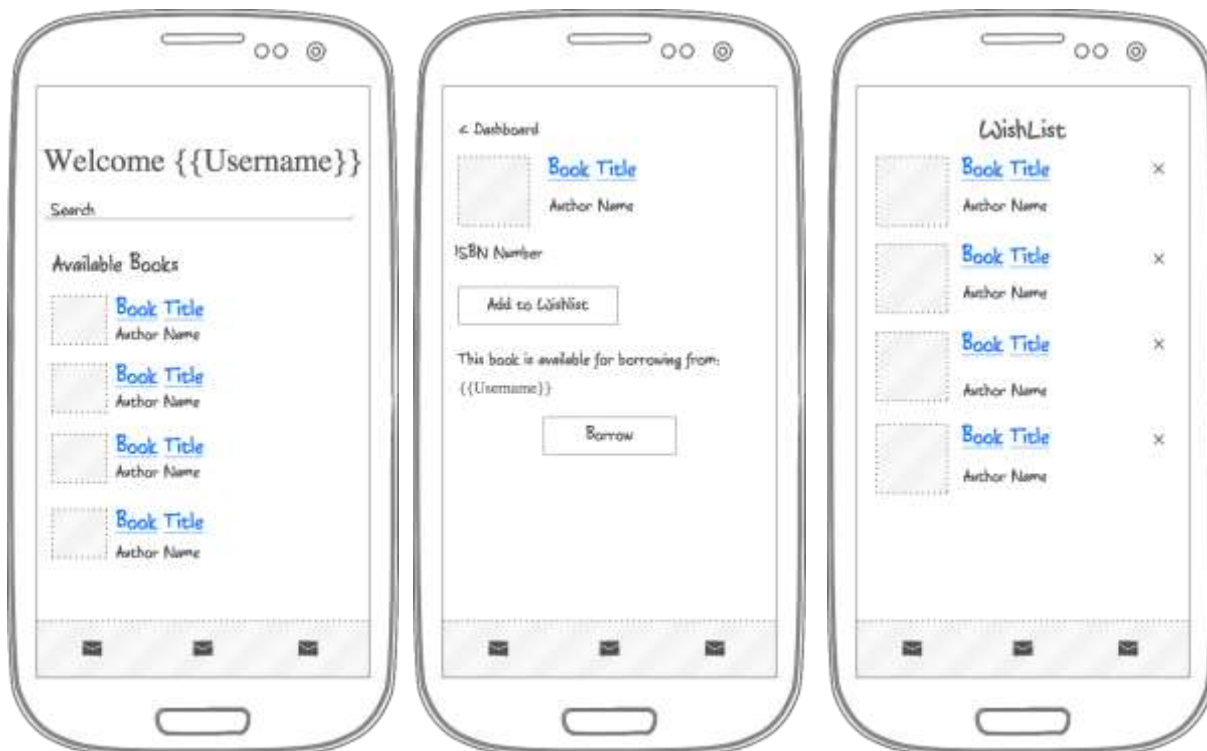 Welcome {{Username}}
Search
Available Books
Book Title
Author Name
Book Title
Author Name
Book Title
Author Name
Book Title
Author Name
< Dashboard
Book Title
Author Name
ISBN Number
Add to Wishlist
This book is available for borrowing from:
{{Username}}
Borrow
WishList
Book Title
×
Author Name
Book Title
×
Author Name
Book Title
×
Author Name
Book Title
×
Author Name